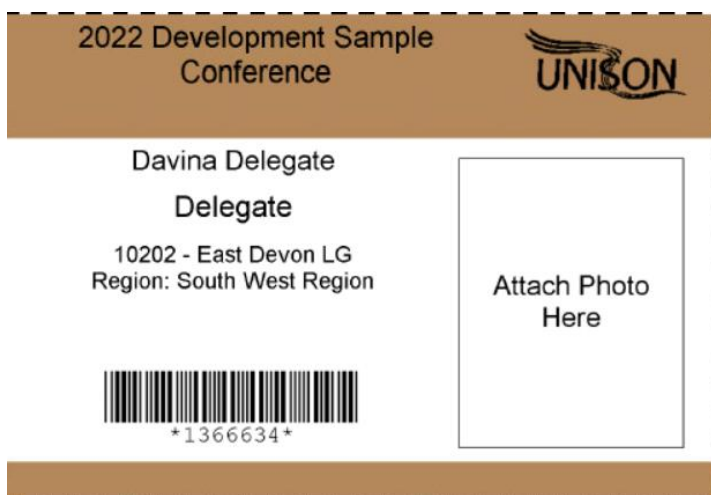 2022 Development Sample
Conference
UNISON
Davina Delegate
Delegate
10202 - East Devon LG
Region: South West Region
Attach Photo
Here
*1366634*